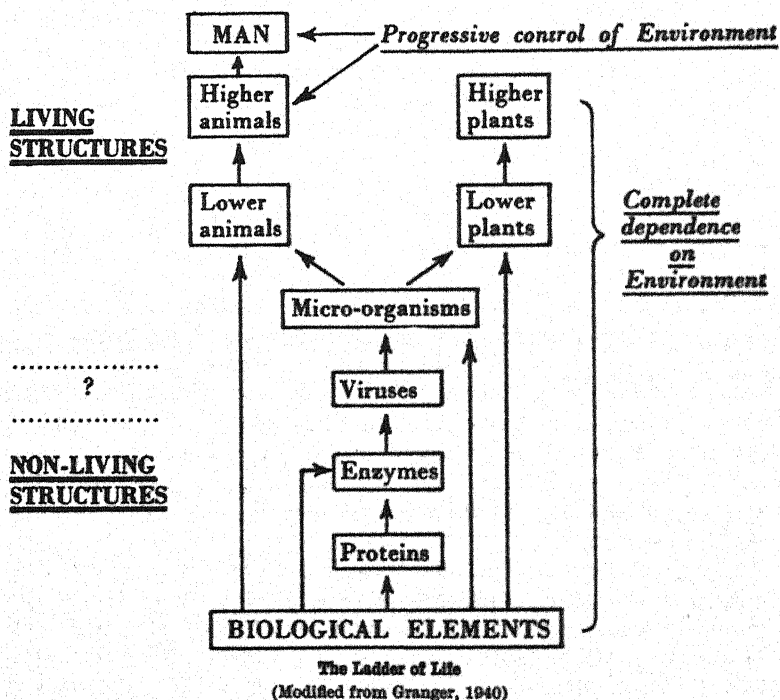 MAN
Progressive control of Environment
Higher
animals
Higher
plants
LIVING
STRUCTURES
Lower
animals
Lower
plants
Complete
dependence
on
Environment
Micro-organisms
..................
?
..................
Viruses
NON-LIVING
STRUCTURES
Enzymes
Proteins
BIOLOGICAL ELEMENTS
The Ladder of Life
(Modified from Granger, 1940)